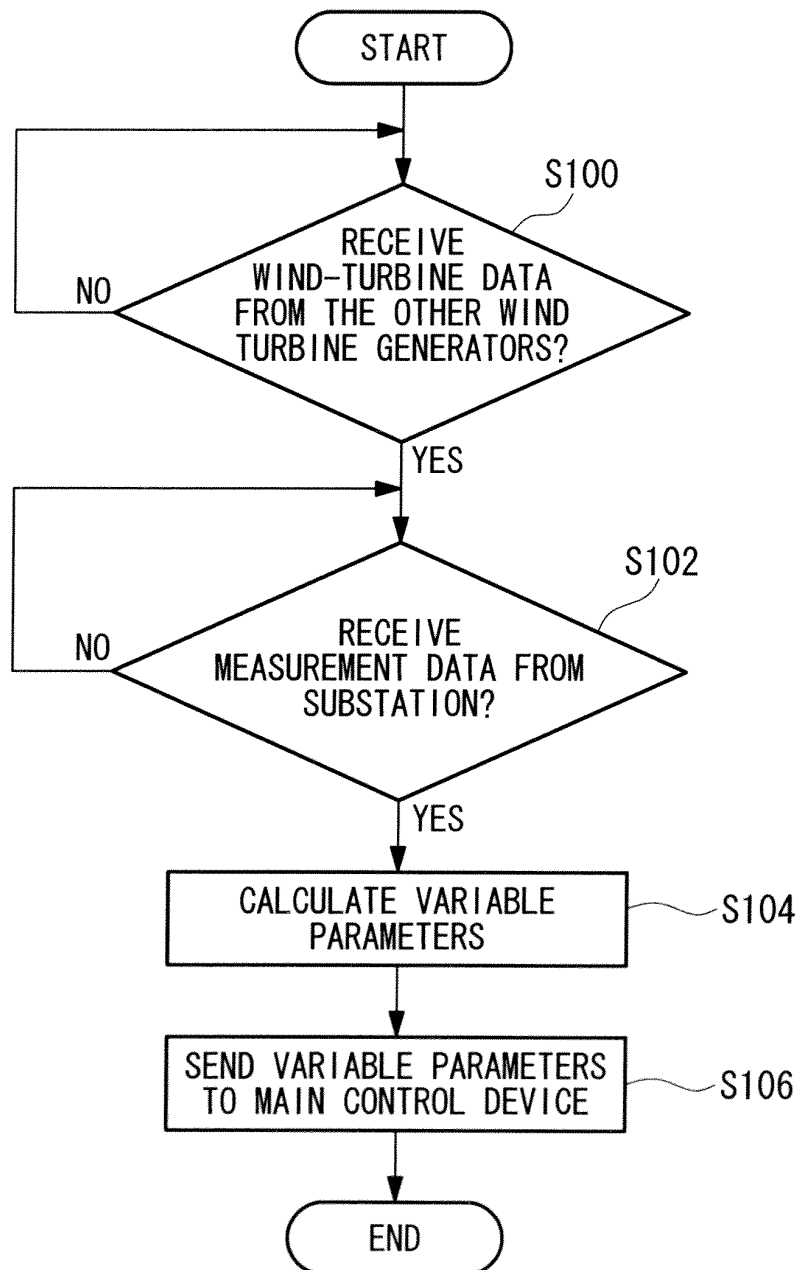 START
S100
RECEIVE
WIND-TURBINE DATA
FROM THE OTHER WIND
TURBINE GENERATORS?
NO
YES
S102
RECEIVE
MEASUREMENT DATA FROM
SUBSTATION?
NO
YES
CALCULATE VARIABLE
PARAMETERS
S104
SEND VARIABLE PARAMETERS
TO MAIN CONTROL DEVICE
S106
END